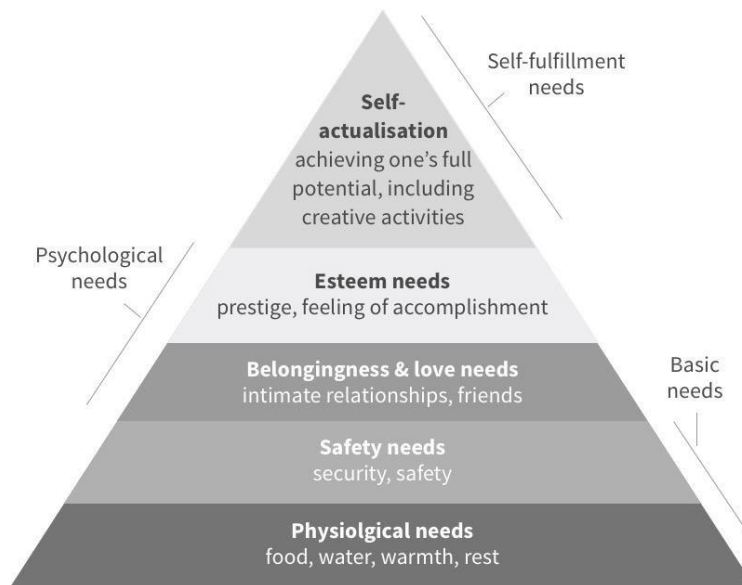 Self-fulfillment
needs
Self-
actualisation
achieving one's full
potential, including
creative activities
Psychological
needs
Esteem needs
prestige, feeling of accomplishment
Belongingness & love needs
intimate relationships, friends
Basic
needs
Safety needs
security, safety
Physiolgical needs
food, water, warmth, rest